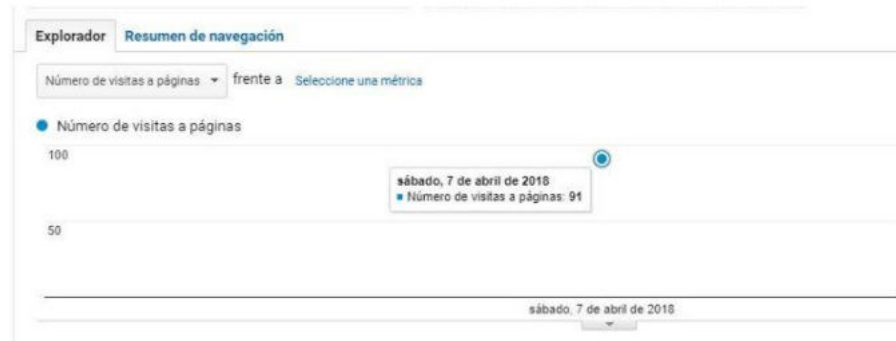 Explorador Resumen de navegación
Número de visitas a páginas frente a Seleccione una métrica
Número de visitas a páginas
100
sábado, 7 de abril de 2018
Número de visitas a páginas: 91
50
sábado, 7 de abril de 2018